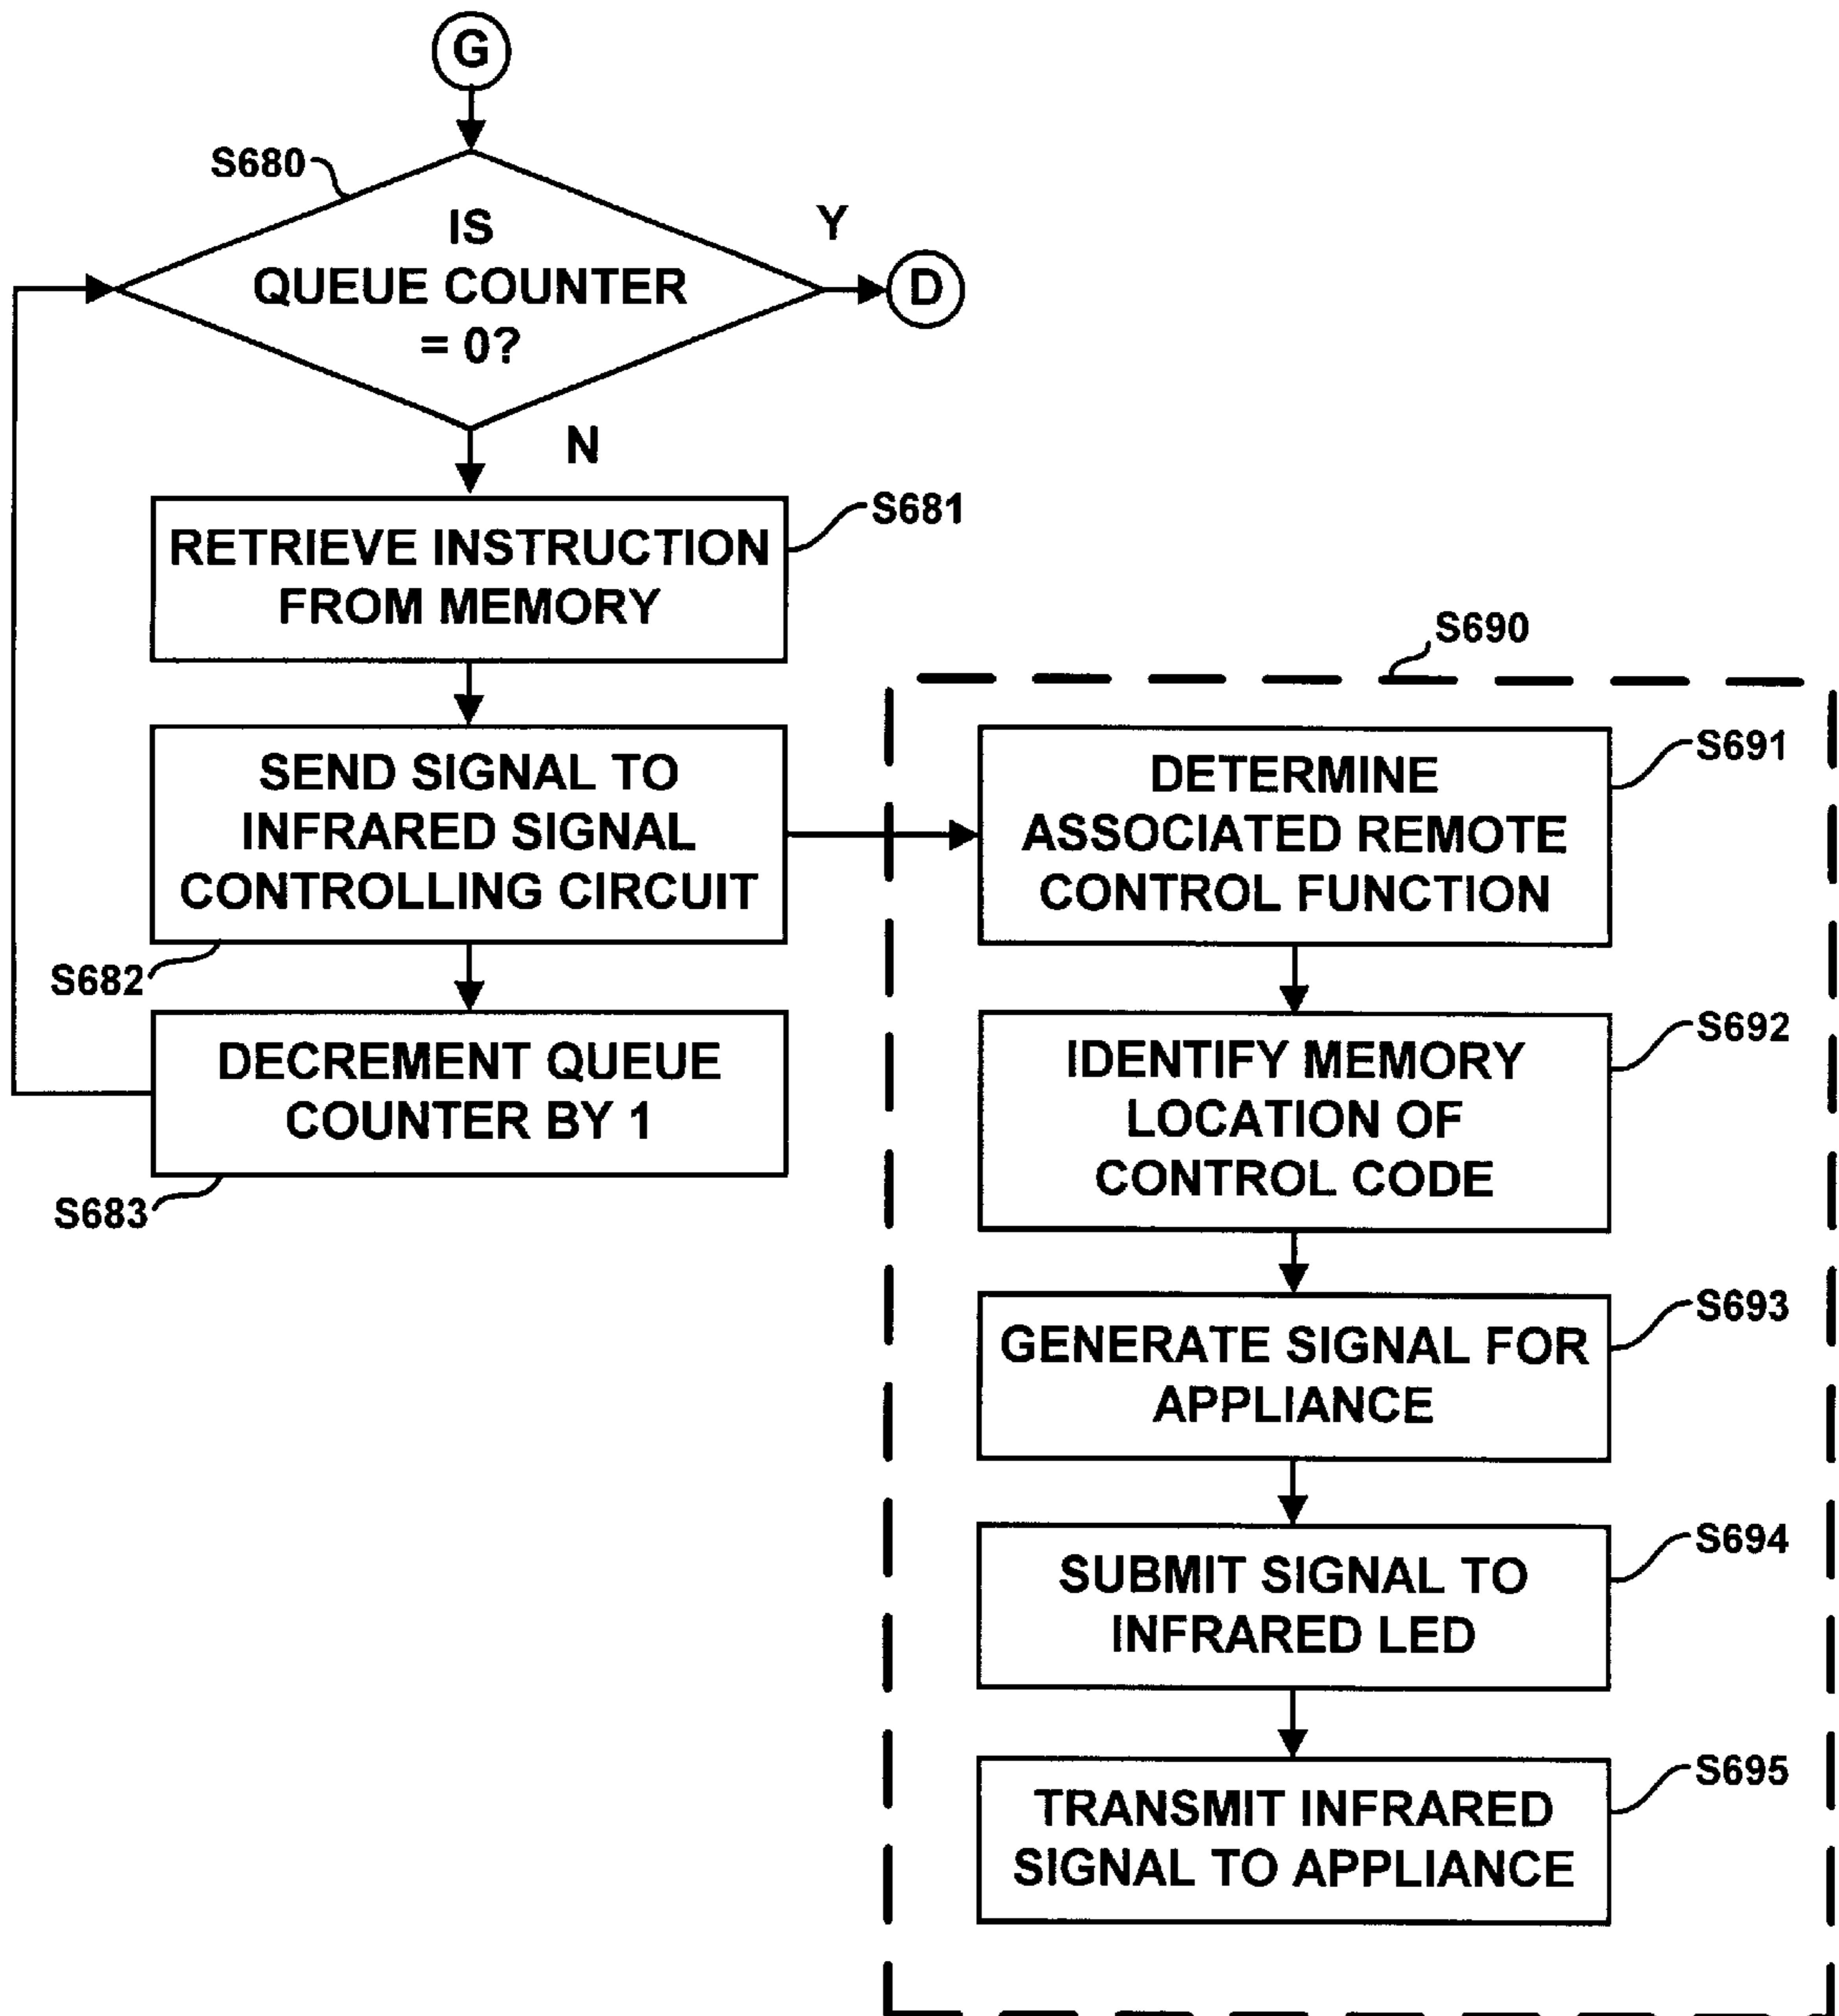 G
S680
IS
QUEUE COUNTER
= 0?
Y
D
N
RETRIEVE INSTRUCTION
FROM MEMORY
S681
SEND SIGNAL TO
INFRARED SIGNAL
CONTROLLING CIRCUIT
S682
DECREMENT QUEUE
COUNTER BY 1
S683
S690
DETERMINE
ASSOCIATED REMOTE
CONTROL FUNCTION
S691
IDENTIFY MEMORY
LOCATION OF
CONTROL CODE
S692
GENERATE SIGNAL FOR
APPLIANCE
S693
SUBMIT SIGNAL TO
INFRARED LED
S694
TRANSMIT INFRARED
SIGNAL TO APPLIANCE
S695